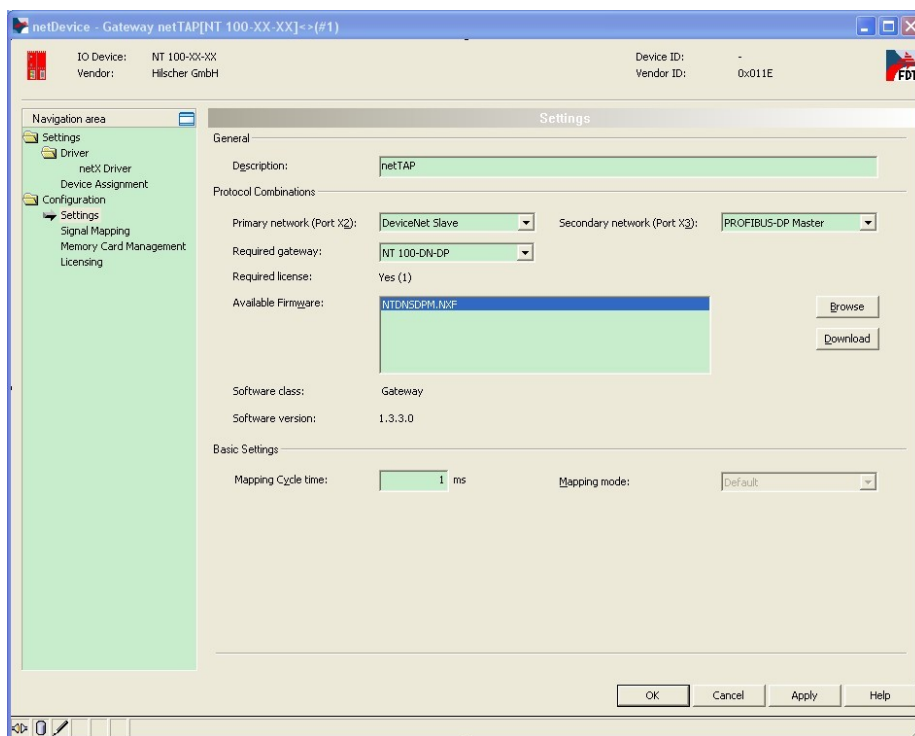 netDevice - Gateway netTAP[NT 100-XX-XX]<>(#1)
IO Device: NT 100-XX-XX Device ID: -
Vendor: Hilscher GmbH Vendor ID: 0x011E
FDT
Navigation area
Settings
Driver
netX Driver
Device Assignment
Configuration
Settings
Signal Mapping
Memory Card Management
Licensing
Settings
General
Description: netTAP
Protocol Combinations
Primary network (Port X2): DeviceNet Slave Secondary network (Port X3): PROFIBUS-DP Master
Required gateway: NT 100-DN-DP
Required license: Yes (1)
Available Firmware: NTDNSDPM.NXF Browse
Download
Software class: Gateway
Software version: 1.3.3.0
Basic Settings
Mapping Cycle time: 1 ms Mapping mode: Default
OK Cancel Apply Help